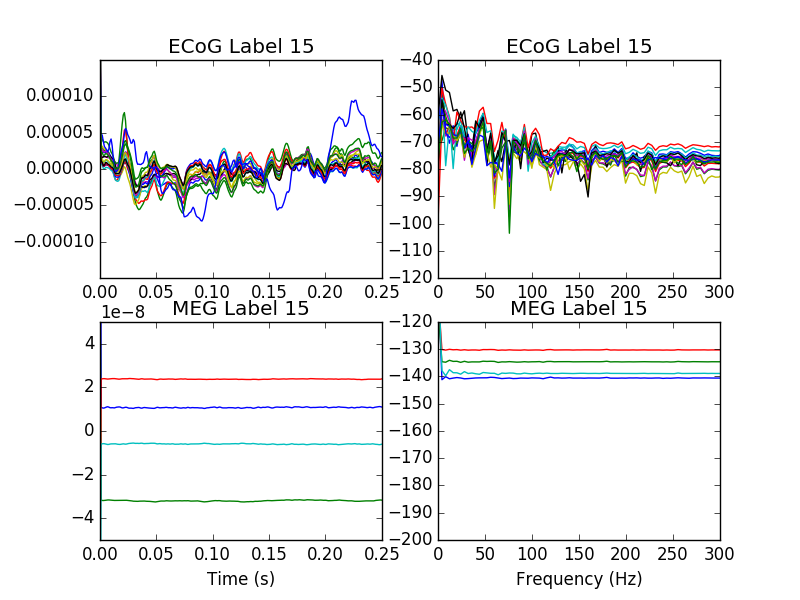 ECoG Label 15
0.00010
0.00005
0.00000
−0.00005
−0.00010
0.00 0.05 0.10 0.15 0.20 0.25
ECoG Label 15
−40
−50
−60
−70
−80
−90
−100
−110
−120
0 50 100 150 200 250 300
MEG Label 15
1e−8
4
2
0
−2
−4
0.00 0.05 0.10 0.15 0.20 0.25
Time (s)
MEG Label 15
−120
−130
−140
−150
−160
−170
−180
−190
−200
0 50 100 150 200 250 300
Frequency (Hz)